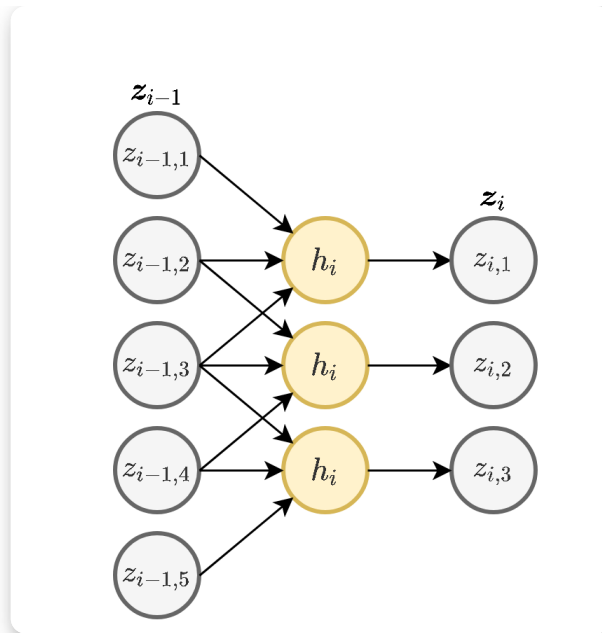 z_{i−1}
z_{i−1,1}
z_i
z_{i−1,2} h_i z_{i,1}
z_{i−1,3} h_i z_{i,2}
z_{i−1,4} h_i z_{i,3}
z_{i−1,5}